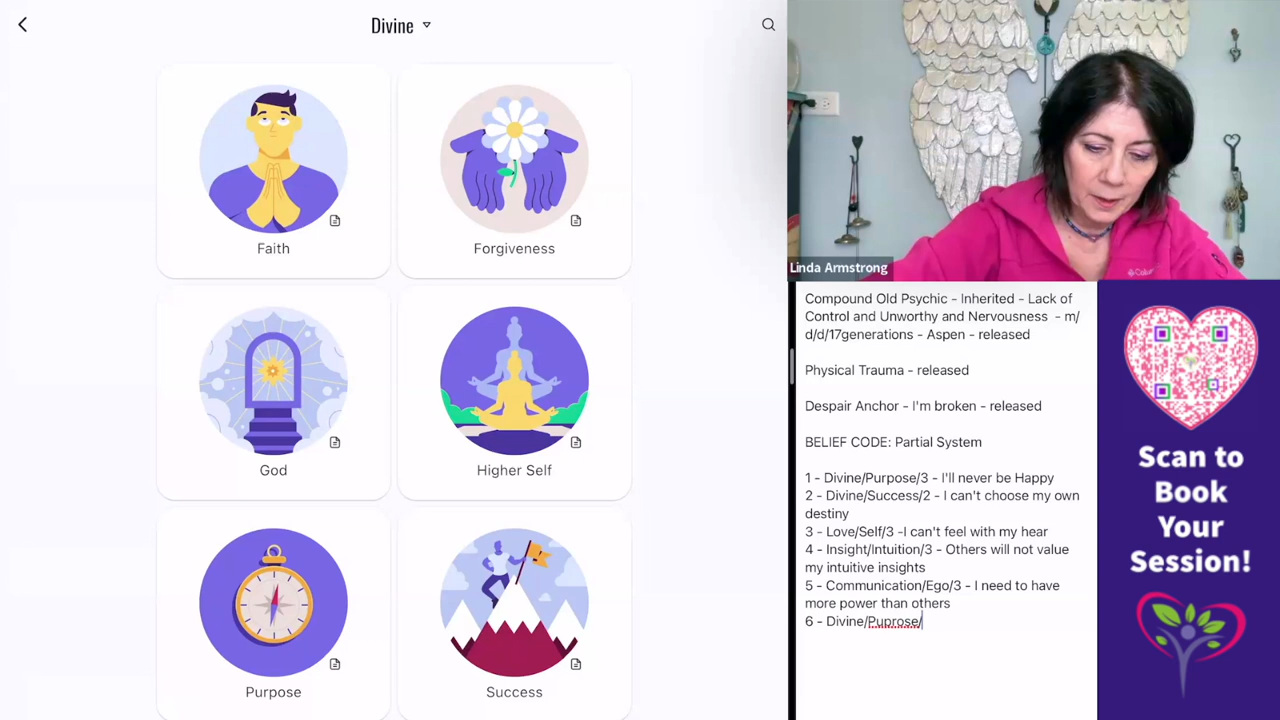 Divine
Faith
Forgiveness
God
Higher Self
Purpose
Success
Linda Armstrong
Compound Old Psychic - Inherited - Lack of
Control and Unworthy and Nervousness - m/
d/d/17generations - Aspen - released
Physical Trauma - released
Despair Anchor - I'm broken - released
BELIEF CODE: Partial System
1 - Divine/Purpose/3 - I'll never be Happy
2 - Divine/Success/2 - I can't choose my own
destiny
3 - Love/Self/3 -I can't feel with my hear
4 - Insight/Intuition/3 - Others will not value
my intuitive insights
5 - Communication/Ego/3 - I need to have
more power than others
6 - Divine/Puprose/
Scan to
Book
Your
Session!